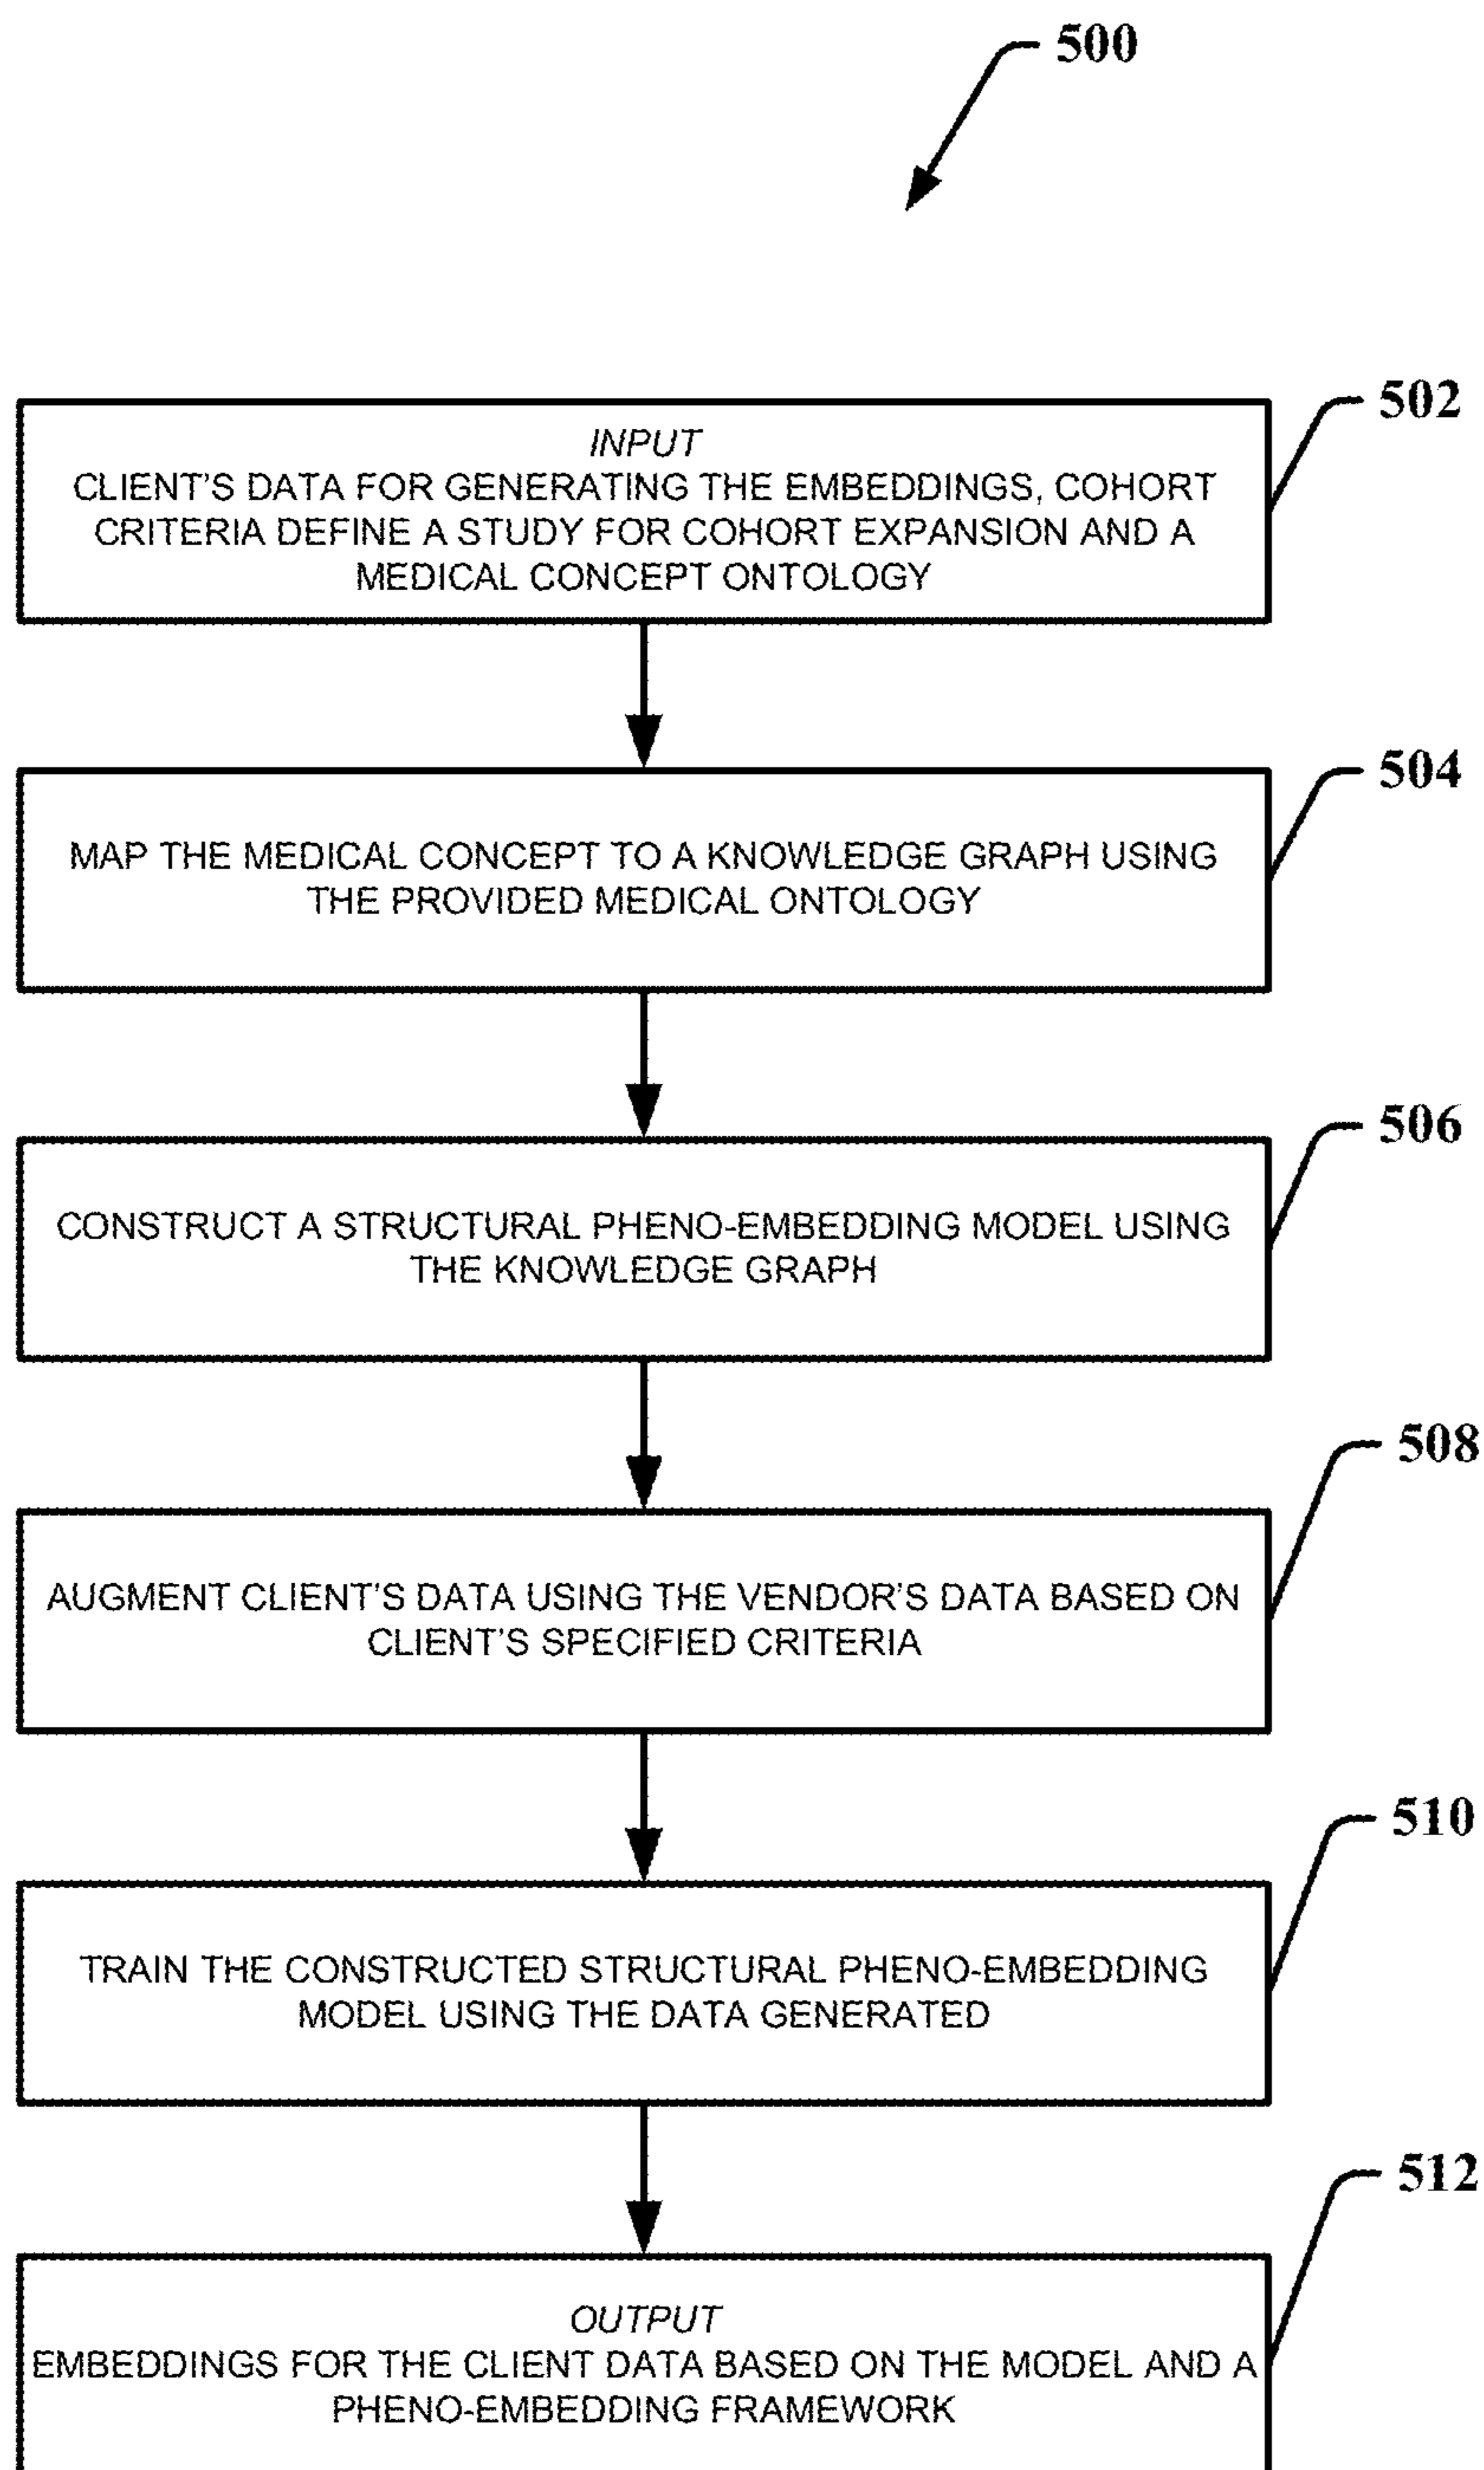 500
502
INPUT
CLIENT'S DATA FOR GENERATING THE EMBEDDINGS, COHORT
CRITERIA DEFINE A STUDY FOR COHORT EXPANSION AND A
MEDICAL CONCEPT ONTOLOGY
504
MAP THE MEDICAL CONCEPT TO A KNOWLEDGE GRAPH USING
THE PROVIDED MEDICAL ONTOLOGY
506
CONSTRUCT A STRUCTURAL PHENO-EMBEDDING MODEL USING
THE KNOWLEDGE GRAPH
508
AUGMENT CLIENT'S DATA USING THE VENDOR'S DATA BASED ON
CLIENT'S SPECIFIED CRITERIA
510
TRAIN THE CONSTRUCTED STRUCTURAL PHENO-EMBEDDING
MODEL USING THE DATA GENERATED
512
OUTPUT
EMBEDDINGS FOR THE CLIENT DATA BASED ON THE MODEL AND A
PHENO-EMBEDDING FRAMEWORK